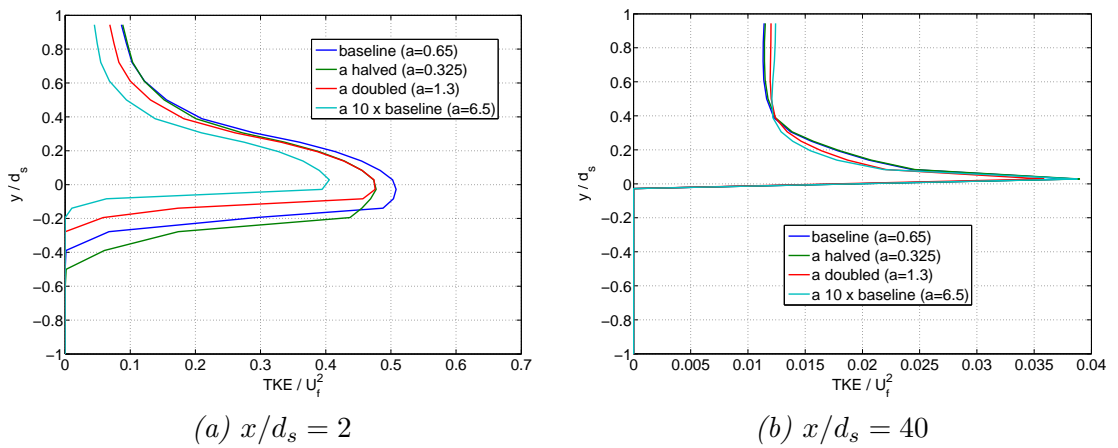 1
0.8
0.6
0.4
0.2
0
−0.2
−0.4
−0.6
−0.8
−1
y / d_s
baseline (a=0.65)
a halved (a=0.325)
a doubled (a=1.3)
a 10 x baseline (a=6.5)
0 0.1 0.2 0.3 0.4 0.5 0.6 0.7
TKE / U_f^2
(a) x/d_s = 2
1
0.8
0.6
0.4
0.2
0
−0.2
−0.4
−0.6
−0.8
−1
y / d_s
baseline (a=0.65)
a halved (a=0.325)
a doubled (a=1.3)
a 10 x baseline (a=6.5)
0 0.005 0.01 0.015 0.02 0.025 0.03 0.035 0.04
TKE / U_f^2
(b) x/d_s = 40